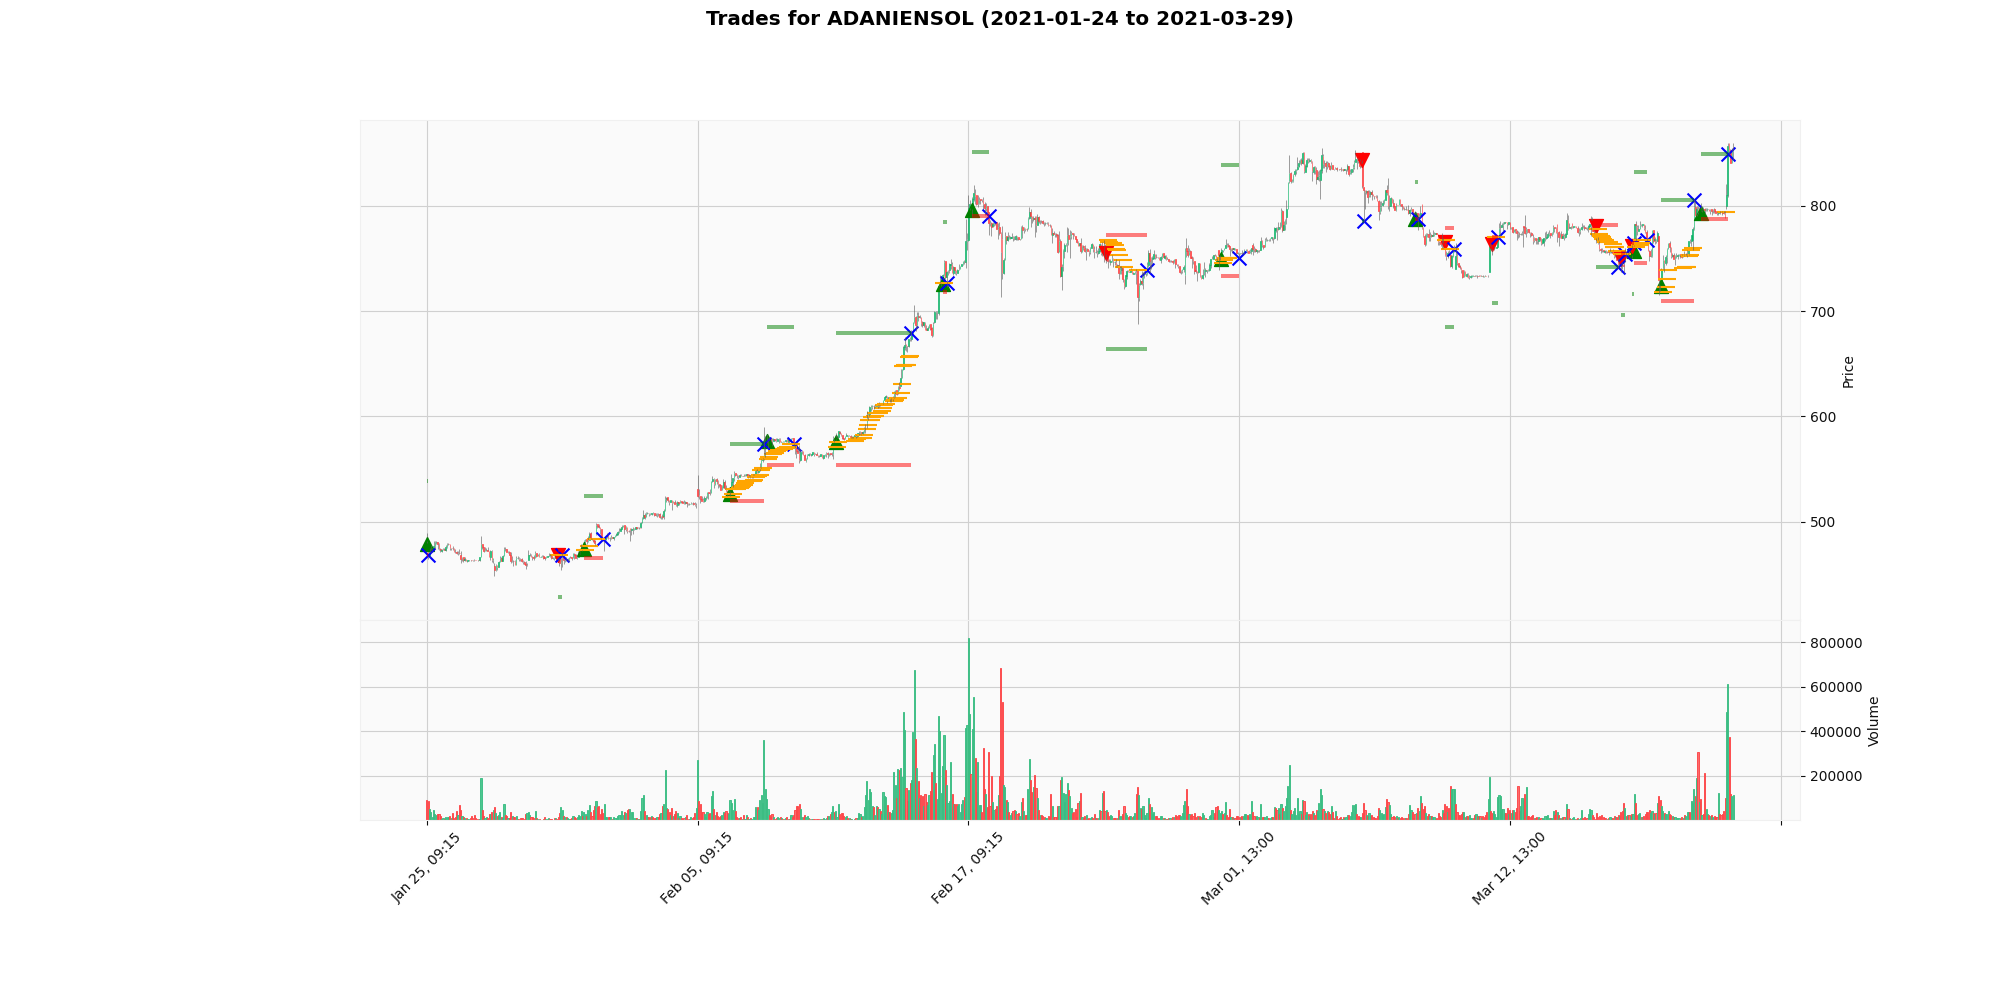 Trades for ADANIENSOL (2021-01-24 to 2021-03-29)
800
700
600
500
Price
800000
600000
400000
200000
Volume
Jan 25, 09:15
Feb 05, 09:15
Feb 17, 09:15
Mar 01, 13:00
Mar 12, 13:00